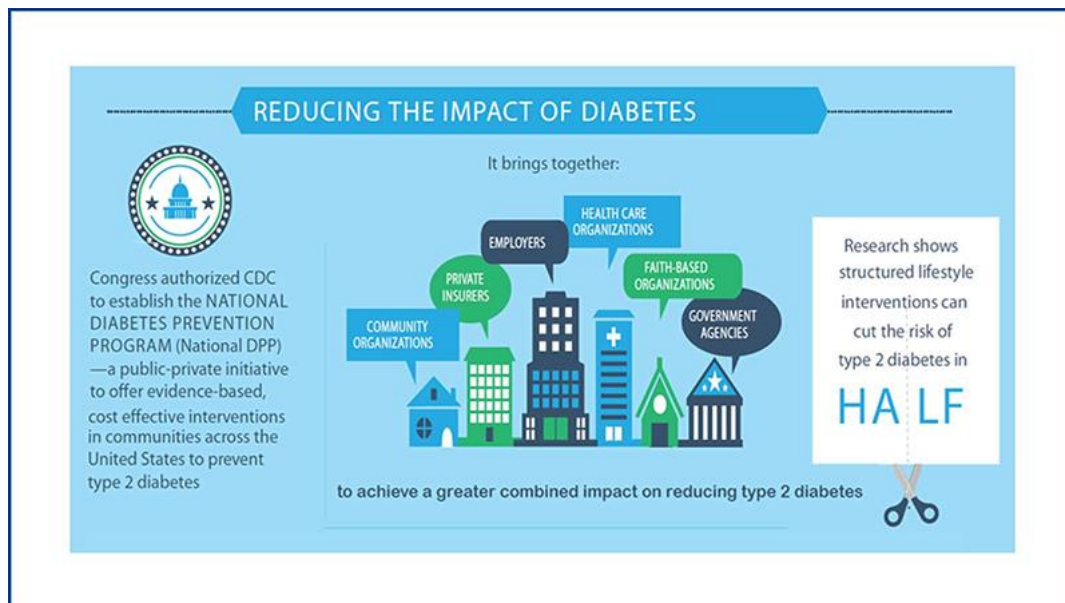 REDUCING THE IMPACT OF DIABETES
Congress authorized CDC
to establish the NATIONAL
DIABETES PREVENTION
PROGRAM (National DPP)
—a public-private initiative
to offer evidence-based,
cost effective interventions
in communities across the
United States to prevent
type 2 diabetes
It brings together:
COMMUNITY
ORGANIZATIONS
PRIVATE
INSURERS
EMPLOYERS
HEALTH CARE
ORGANIZATIONS
FAITH-BASED
ORGANIZATIONS
GOVERNMENT
AGENCIES
to achieve a greater combined impact on reducing type 2 diabetes
Research shows
structured lifestyle
interventions can
cut the risk of
type 2 diabetes in
HA LF